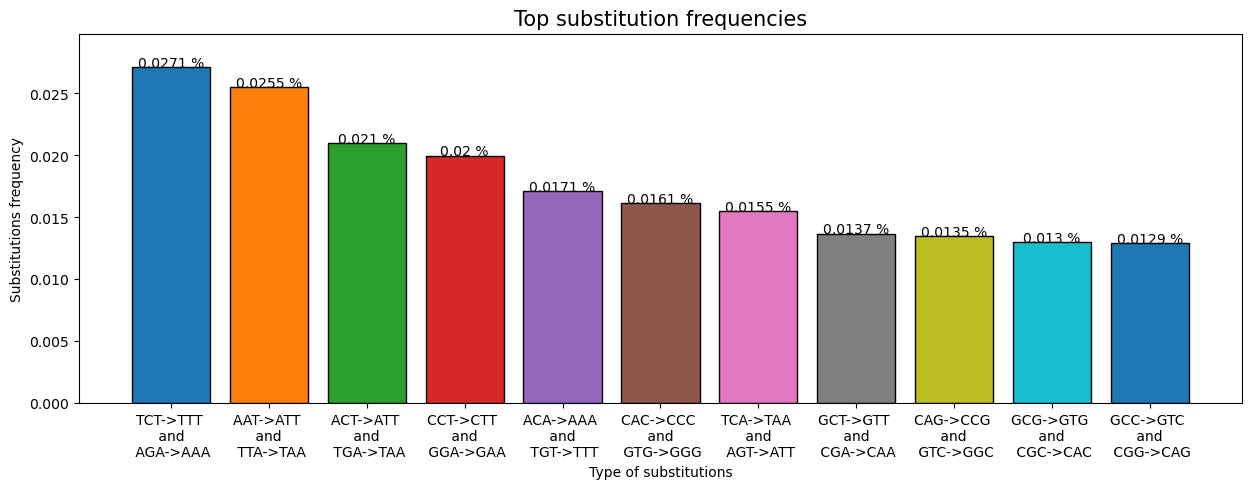 Top substitution frequencies
0.0271 %
0.0255 %
0.021 %
0.02 %
0.0171 %
0.0161 %
0.0155 %
0.0137 %
0.0135 %
0.013 %
0.0129 %
Substitutions frequency
0.025
0.020
0.015
0.010
0.005
0.000
TCT->TTT
and
AGA->AAA
AAT->ATT
and
TTA->TAA
ACT->ATT
and
TGA->TAA
CCT->CTT
and
GGA->GAA
ACA->AAA
and
TGT->TTT
CAC->CCC
and
GTG->GGG
TCA->TAA
and
AGT->ATT
GCT->GTT
and
CGA->CAA
CAG->CCG
and
GTC->GGC
GCG->GTG
and
CGC->CAC
GCC->GTC
and
CGG->CAG
Type of substitutions